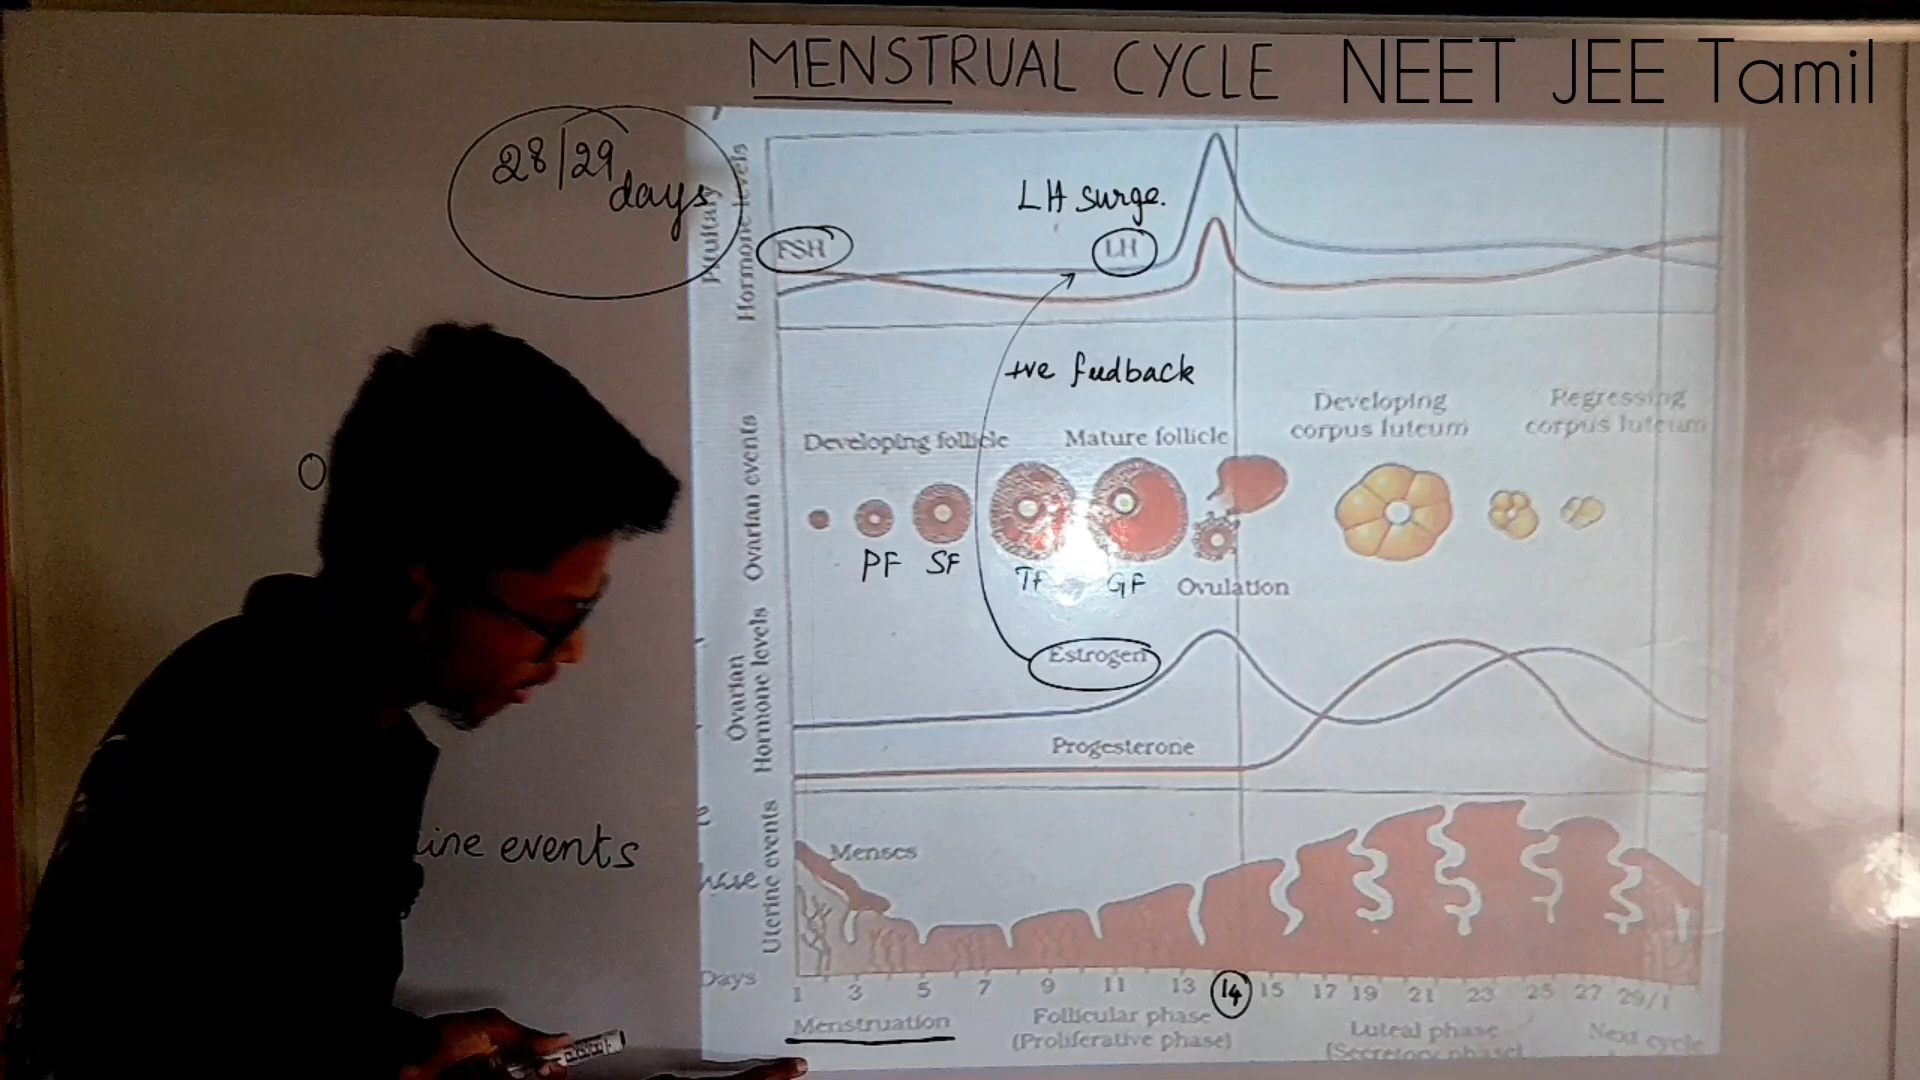 MENSTRUAL CYCLE NEET JEE Tamil
28/29
days
Pituitary
Hormone levels
LH surge.
FSH
LH
+ve feedback
Ovarian events
Developing follicle
Mature follicle
Developing
corpus luteum
Regressing
corpus luteum
O
PF SF TF GF
Ovulation
Ovarian
Hormone levels
Estrogen
Progesterone
Uterine events
ine events
Menses
Days
1 3 5 7 9 11 13 14 15 17 19 21 23 25 27 29/1
Menstruation
Follicular phase
(Proliferative phase)
Luteal phase
(Secretory phase)
Next cycle